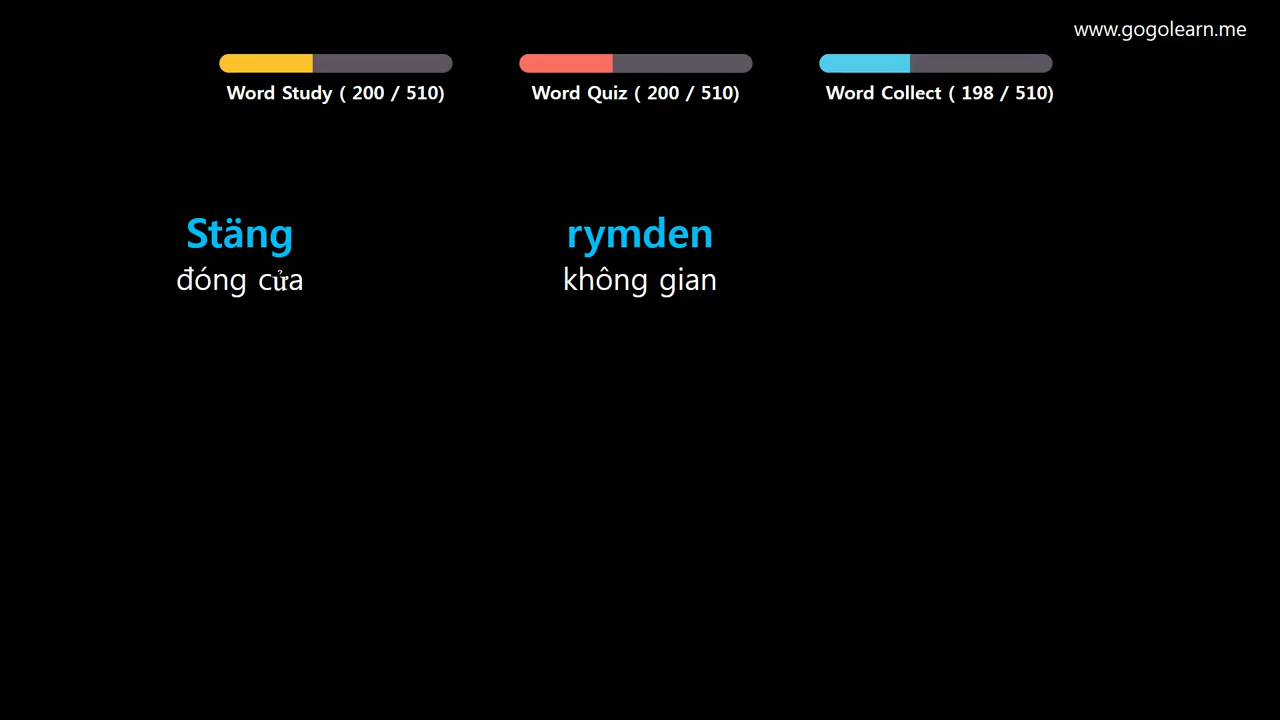 www.gogolearn.me
Word Study ( 200 / 510)
Word Quiz ( 200 / 510)
Word Collect ( 198 / 510)
Stäng
đóng cửa
rymden
không gian